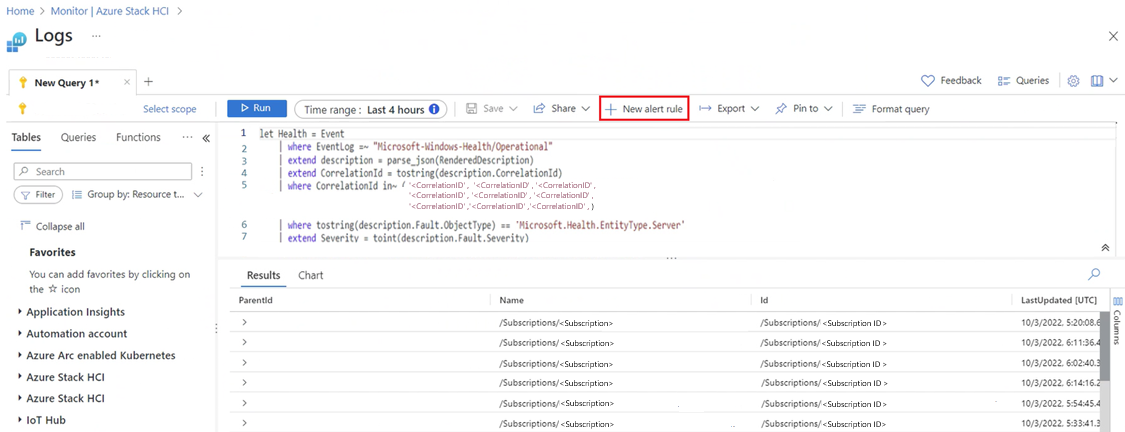 Home > Monitor | Azure Stack HCI >
Logs ...
New Query 1* × +
Feedback Queries
Select scope Run Time range : Last 4 hours Save Share New alert rule Export Pin to Format query
Tables Queries Functions ... «
Search
Filter Group by: Resource t...
Collapse all
Favorites
You can add favorites by clicking on
the ☆ icon
Application Insights
Automation account
Azure Arc enabled Kubernetes
Azure Stack HCI
Azure Stack HCI
IoT Hub
1 let Health = Event
2 | where EventLog =~ "Microsoft-Windows-Health/Operational"
3 | extend description = parse_json(RenderedDescription)
4 | extend CorrelationId = tostring(description.CorrelationId)
5 | where CorrelationId in~ ( '<CorrelationID', '<CorrelationID', '<CorrelationID',
'<CorrelationID', '<CorrelationID', '<CorrelationID',
'<CorrelationID','<CorrelationID','<CorrelationID',)
6 | where tostring(description.Fault.ObjectType) == 'Microsoft.Health.EntityType.Server'
7 | extend Severity = toint(description.Fault.Severity)
...
Results Chart
ParentId Name Id LastUpdated [UTC]
/Subscriptions/<Subscription> /Subscriptions/ <Subscription ID > 10/3/2022. 5:20:08.6
/Subscriptions/<Subscription> /Subscriptions/ <Subscription ID > 10/3/2022. 6:11:36.4
/Subscriptions/ <Subscription> /Subscriptions/ <Subscription ID > 10/3/2022. 6:02:40.3
/Subscriptions/ <Subscription> /Subscriptions/ <Subscription ID > 10/3/2022. 6:14:16.2
/Subscriptions/ <Subscription> /Subscriptions/ <Subscription ID > 10/3/2022. 5:54:45.4
/Subscriptions/ <Subscription> /Subscriptions/ <Subscription ID > 10/3/2022. 5:33:41.3
Columns